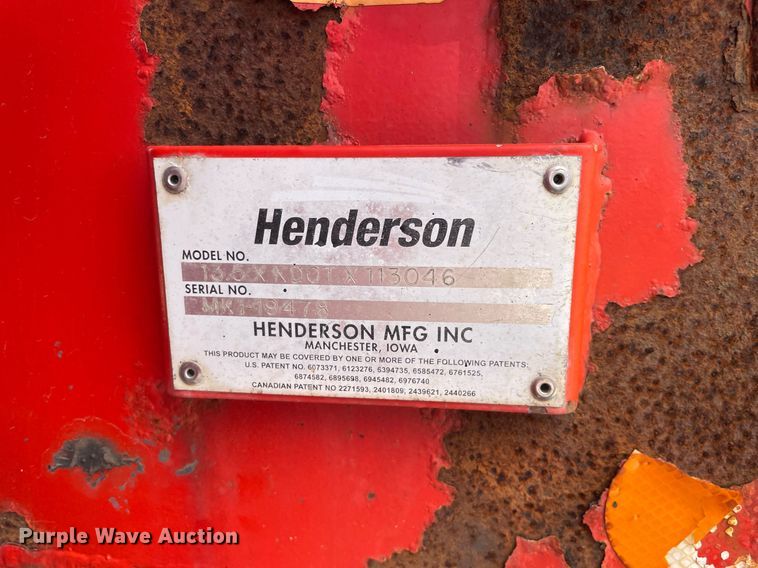 Henderson
MODEL NO.
13.5 X KDOT X 113046
SERIAL NO.
MK1-19478
HENDERSON MFG INC
MANCHESTER, IOWA
THIS PRODUCT MAY BE COVERED BY ONE OR MORE OF THE FOLLOWING PATENTS:
U.S. PATENT NO. 6073371, 6123276, 6394735, 6585472, 6761525,
6874582, 6895698, 6945482, 6976740
CANADIAN PATENT NO 2271593, 2401809, 2439621, 2440266
Purple Wave Auction